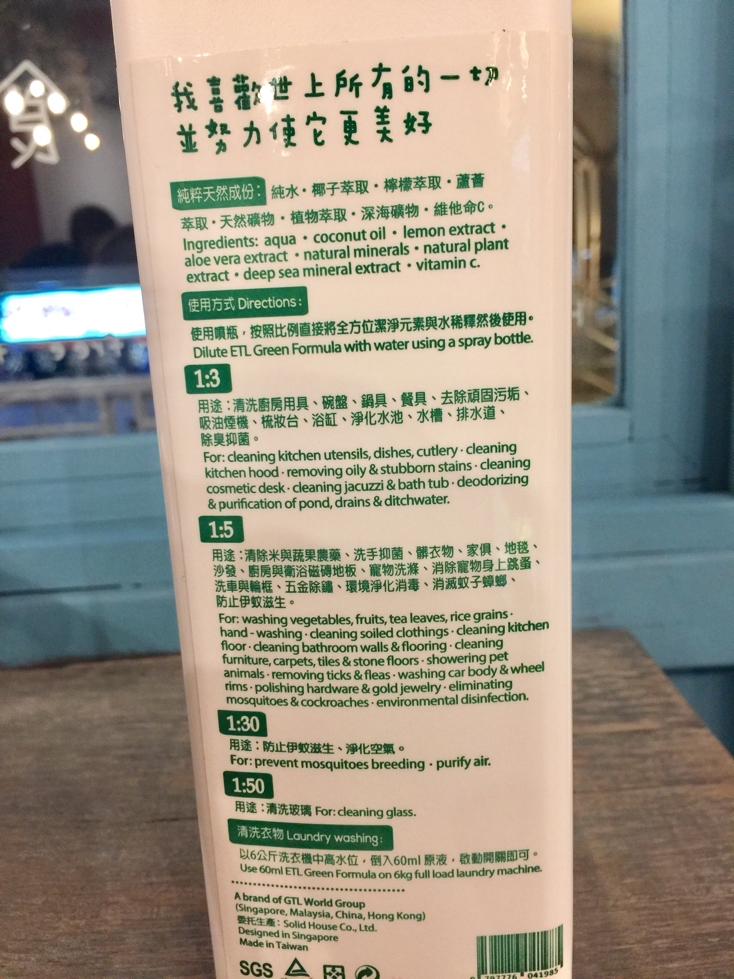 我喜歡世上所有的一切
並努力使它更美好
純粹天然成份： 純水・椰子萃取・檸檬萃取・蘆薈
萃取・天然礦物・植物萃取・深海礦物・維他命C。
Ingredients: aqua・coconut oil・lemon extract・
aloe vera extract・natural minerals・natural plant
extract・deep sea mineral extract・vitamin c.
使用方式 Directions:
使用噴瓶，按照比例直接將全方位潔淨元素與水稀釋然後使用。
Dilute ETL Green Formula with water using a spray bottle.
1:3
用途：清洗廚房用具、碗盤、鍋具、餐具、去除頑固污垢、
吸油煙機、梳妝台、浴缸、淨化水池、水槽、排水道、
除臭抑菌。
For: cleaning kitchen utensils, dishes, cutlery · cleaning
kitchen hood · removing oily & stubborn stains · cleaning
cosmetic desk · cleaning jacuzzi & bath tub · deodorizing
& purification of pond, drains & ditchwater.
1:5
用途：清除米與蔬果農藥、洗手抑菌、髒衣物、家俱、地毯、
沙發、廚房與衛浴磁磚地板、寵物洗滌、消除寵物身上跳蚤、
洗車與輪框、五金除鏽、環境淨化消毒、消滅蚊子蟑螂、
防止伊蚊滋生。
For: washing vegetables, fruits, tea leaves, rice grains ·
hand - washing · cleaning soiled clothings · cleaning kitchen
floor · cleaning bathroom walls & flooring · cleaning
furniture, carpets, tiles & stone floors · showering pet
animals · removing ticks & fleas · washing car body & wheel
rims · polishing hardware & gold jewelry · eliminating
mosquitoes & cockroaches · environmental disinfection.
1:30
用途：防止伊蚊滋生、淨化空氣。
For: prevent mosquitoes breeding · purify air.
1:50
用途：清洗玻璃 For: cleaning glass.
清洗衣物 Laundry washing:
以6公斤洗衣機中高水位，倒入60ml 原液，啟動開關即可。
Use 60ml ETL Green Formula on 6kg full load laundry machine.
A brand of GTL World Group
(Singapore, Malaysia, China, Hong Kong)
委托生產：Solid House Co., Ltd.
Designed in Singapore
Made in Taiwan
SGS
9 797776 041985